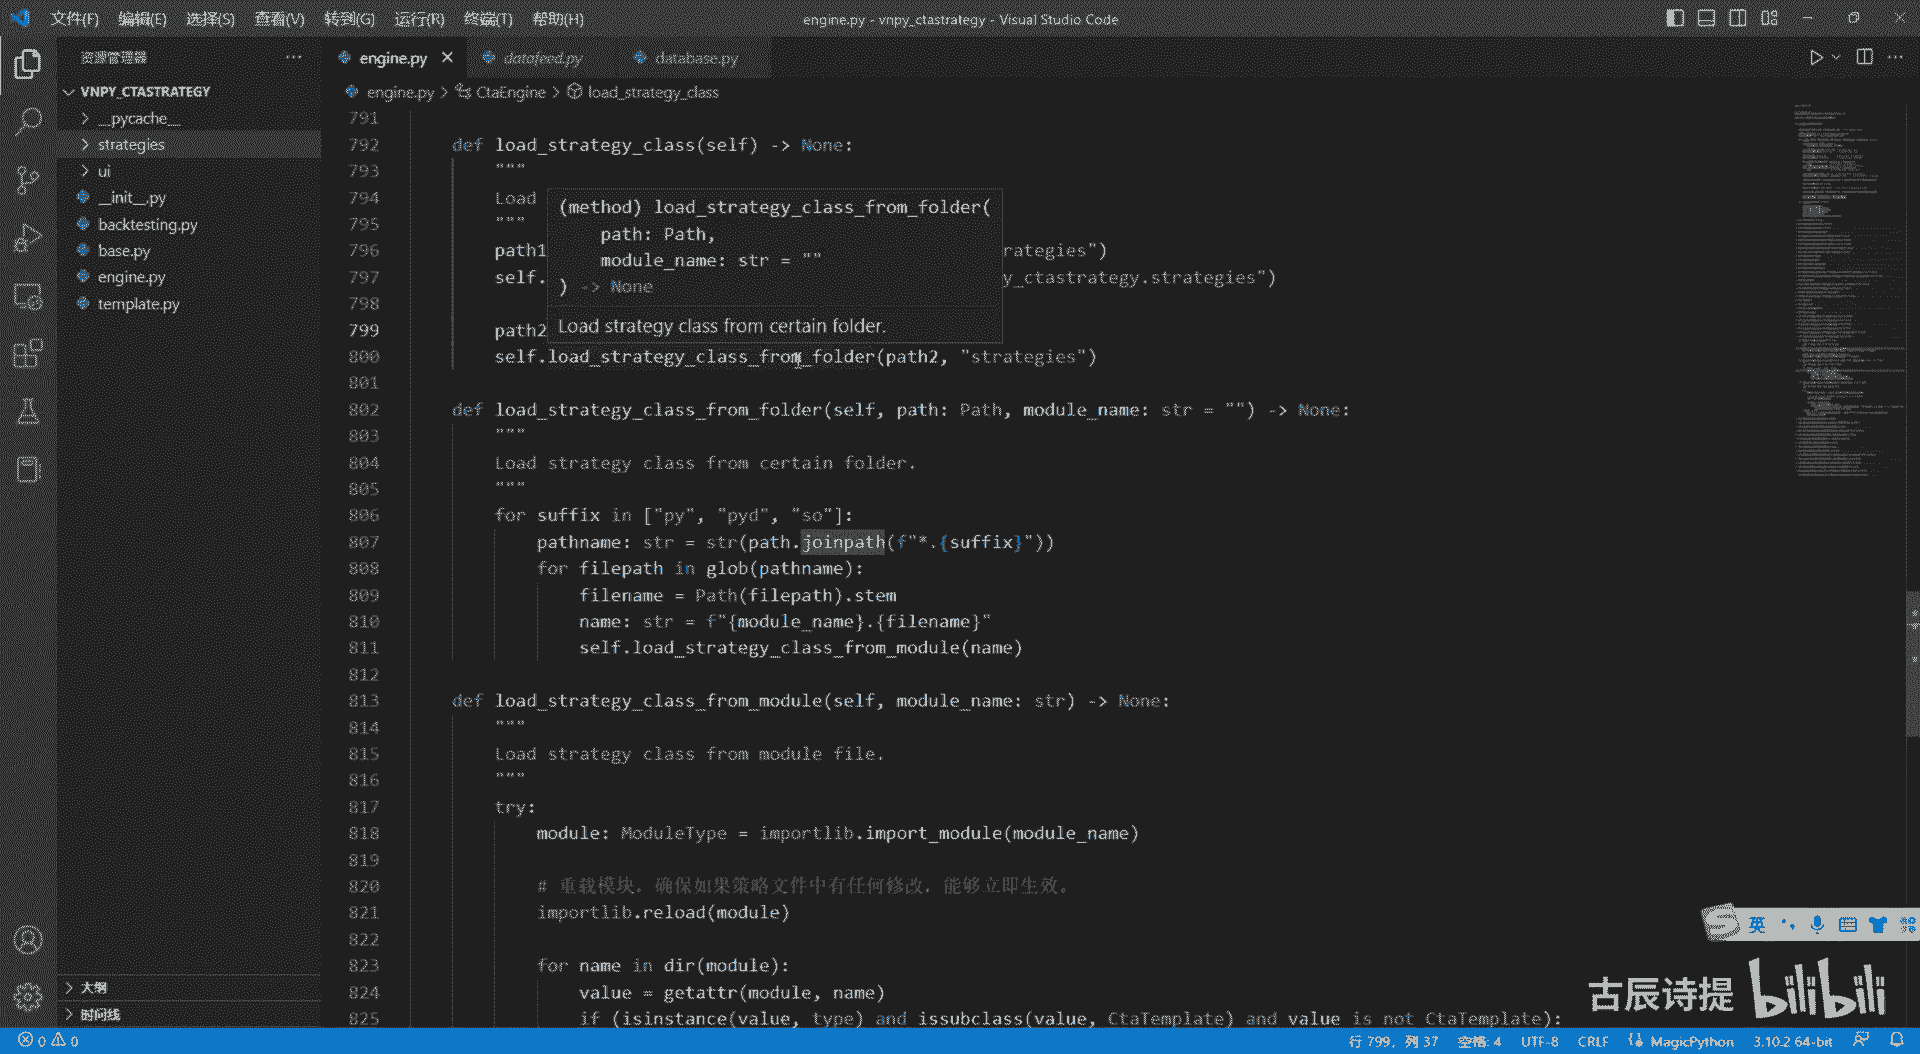 文件(F) 编辑(E) 选择(S) 查看(V) 转到(G) 运行(R) 终端(T) 帮助(H) engine.py - vnpy_ctastrategy - Visual Studio Code
资源管理器 engine.py datafeed.py database.py
VNPY_CTASTRATEGY
__pycache__
strategies
ui
__init__.py
backtesting.py
base.py
engine.py
template.py
大纲
时间线
engine.py > CtaEngine > load_strategy_class
791
792 def load_strategy_class(self) -> None:
793 """
794 Load
795 """
796 path1 rategies")
797 self. y_ctastrategy.strategies")
798
799 path2
800 self.load_strategy_class_from_folder(path2, "strategies")
(method) load_strategy_class_from_folder(
path: Path,
module_name: str = ""
) -> None
Load strategy class from certain folder.
801
802 def load_strategy_class_from_folder(self, path: Path, module_name: str = "") -> None:
803 """
804 Load strategy class from certain folder.
805 """
806 for suffix in ["py", "pyd", "so"]:
807 pathname: str = str(path.joinpath(f"*.{suffix}"))
808 for filepath in glob(pathname):
809 filename = Path(filepath).stem
810 name: str = f"{module_name}.{filename}"
811 self.load_strategy_class_from_module(name)
812
813 def load_strategy_class_from_module(self, module_name: str) -> None:
814 """
815 Load strategy class from module file.
816 """
817 try:
818 module: ModuleType = importlib.import_module(module_name)
819
820 # 重载模块，确保如果策略文件中有任何修改，能够立即生效。
821 importlib.reload(module)
822
823 for name in dir(module):
824 value = getattr(module, name)
825 if (isinstance(value, type) and issubclass(value, CtaTemplate) and value is not CtaTemplate):
英
古辰诗提 bilibili
0 0 行 799，列 37 空格: 4 UTF-8 CRLF MagicPython 3.10.2 64-bit